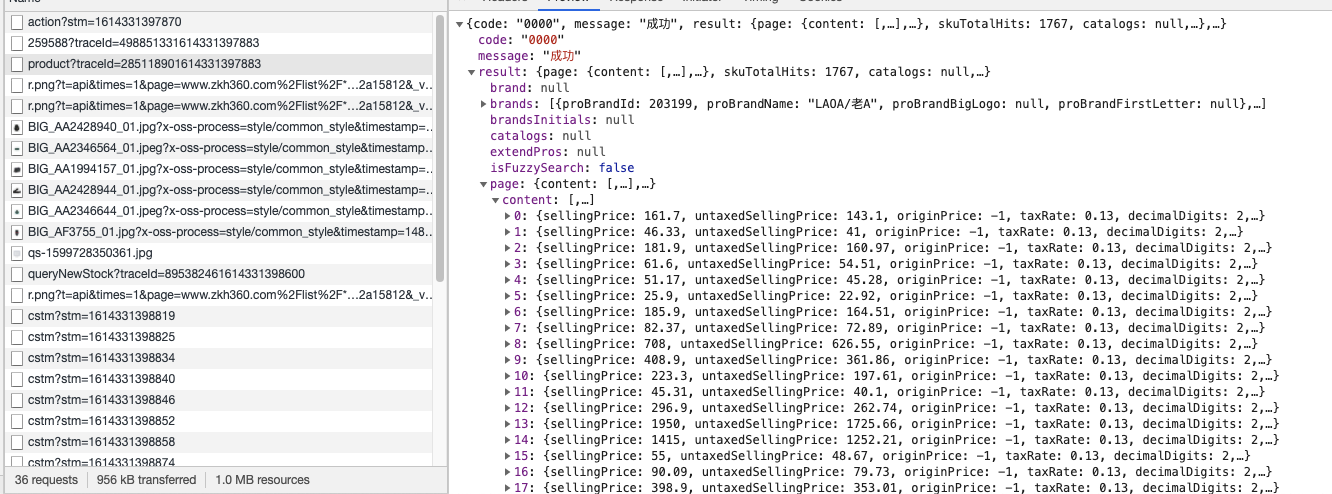 action?stm=1614331397870
259588?traceId=498851331614331397883
product?traceId=285118901614331397883
r.png?t=api&times=1&page=www.zkh360.com%2Flist%2F*…2a15812&_v…
r.png?t=api&times=1&page=www.zkh360.com%2Flist%2F*…2a15812&_v…
BIG_AA2428940_01.jpg?x-oss-process=style/common_style&timestamp=…
BIG_AA2346564_01.jpeg?x-oss-process=style/common_style&timestamp…
BIG_AA1994157_01.jpg?x-oss-process=style/common_style&timestamp=…
BIG_AA2428944_01.jpg?x-oss-process=style/common_style&timestamp=…
BIG_AA2346644_01.jpeg?x-oss-process=style/common_style&timestamp…
BIG_AF3755_01.jpg?x-oss-process=style/common_style&timestamp=148…
qs-1599728350361.jpg
queryNewStock?traceId=895382461614331398600
r.png?t=api&times=1&page=www.zkh360.com%2Flist%2F*…2a15812&_v…
cstm?stm=1614331398819
cstm?stm=1614331398825
cstm?stm=1614331398834
cstm?stm=1614331398840
cstm?stm=1614331398846
cstm?stm=1614331398852
cstm?stm=1614331398858
cstm?stm=1614331398874
36 requests 956 kB transferred 1.0 MB resources
{code: "0000", message: "成功", result: {page: {content: [,…],…}, skuTotalHits: 1767, catalogs: null,…},…}
code: "0000"
message: "成功"
result: {page: {content: [,…],…}, skuTotalHits: 1767, catalogs: null,…}
brand: null
brands: [{proBrandId: 203199, proBrandName: "LAOA/老A", proBrandBigLogo: null, proBrandFirstLetter: null},…]
brandsInitials: null
catalogs: null
extendPros: null
isFuzzySearch: false
page: {content: [,…],…}
content: [,…]
0: {sellingPrice: 161.7, untaxedSellingPrice: 143.1, originPrice: -1, taxRate: 0.13, decimalDigits: 2,…}
1: {sellingPrice: 46.33, untaxedSellingPrice: 41, originPrice: -1, taxRate: 0.13, decimalDigits: 2,…}
2: {sellingPrice: 181.9, untaxedSellingPrice: 160.97, originPrice: -1, taxRate: 0.13, decimalDigits: 2,…}
3: {sellingPrice: 61.6, untaxedSellingPrice: 54.51, originPrice: -1, taxRate: 0.13, decimalDigits: 2,…}
4: {sellingPrice: 51.17, untaxedSellingPrice: 45.28, originPrice: -1, taxRate: 0.13, decimalDigits: 2,…}
5: {sellingPrice: 25.9, untaxedSellingPrice: 22.92, originPrice: -1, taxRate: 0.13, decimalDigits: 2,…}
6: {sellingPrice: 185.9, untaxedSellingPrice: 164.51, originPrice: -1, taxRate: 0.13, decimalDigits: 2,…}
7: {sellingPrice: 82.37, untaxedSellingPrice: 72.89, originPrice: -1, taxRate: 0.13, decimalDigits: 2,…}
8: {sellingPrice: 708, untaxedSellingPrice: 626.55, originPrice: -1, taxRate: 0.13, decimalDigits: 2,…}
9: {sellingPrice: 408.9, untaxedSellingPrice: 361.86, originPrice: -1, taxRate: 0.13, decimalDigits: 2,…}
10: {sellingPrice: 223.3, untaxedSellingPrice: 197.61, originPrice: -1, taxRate: 0.13, decimalDigits: 2,…}
11: {sellingPrice: 45.31, untaxedSellingPrice: 40.1, originPrice: -1, taxRate: 0.13, decimalDigits: 2,…}
12: {sellingPrice: 296.9, untaxedSellingPrice: 262.74, originPrice: -1, taxRate: 0.13, decimalDigits: 2,…}
13: {sellingPrice: 1950, untaxedSellingPrice: 1725.66, originPrice: -1, taxRate: 0.13, decimalDigits: 2,…}
14: {sellingPrice: 1415, untaxedSellingPrice: 1252.21, originPrice: -1, taxRate: 0.13, decimalDigits: 2,…}
15: {sellingPrice: 55, untaxedSellingPrice: 48.67, originPrice: -1, taxRate: 0.13, decimalDigits: 2,…}
16: {sellingPrice: 90.09, untaxedSellingPrice: 79.73, originPrice: -1, taxRate: 0.13, decimalDigits: 2,…}
17: {sellingPrice: 398.9, untaxedSellingPrice: 353.01, originPrice: -1, taxRate: 0.13, decimalDigits: 2,…}